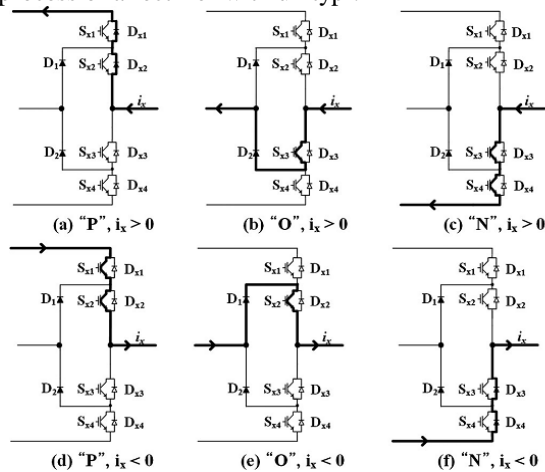 Sx1 Dx1 Sx1 Dx1 Sx1 Dx1
D1 Sx2 Dx2 D1 Sx2 Dx2 D1 Sx2 Dx2
ix ix ix
D2 Sx3 Dx3 D2 Sx3 Dx3 D2 Sx3 Dx3
Sx4 Dx4 Sx4 Dx4 Sx4 Dx4
(a) “P”, ix > 0 (b) “O”, ix > 0 (c) “N”, ix > 0
Sx1 Dx1 Sx1 Dx1 Sx1 Dx1
D1 Sx2 Dx2 D1 Sx2 Dx2 D1 Sx2 Dx2
ix ix ix
D2 Sx3 Dx3 D2 Sx3 Dx3 D2 Sx3 Dx3
Sx4 Dx4 Sx4 Dx4 Sx4 Dx4
(d) “P”, ix < 0 (e) “O”, ix < 0 (f) “N”, ix < 0